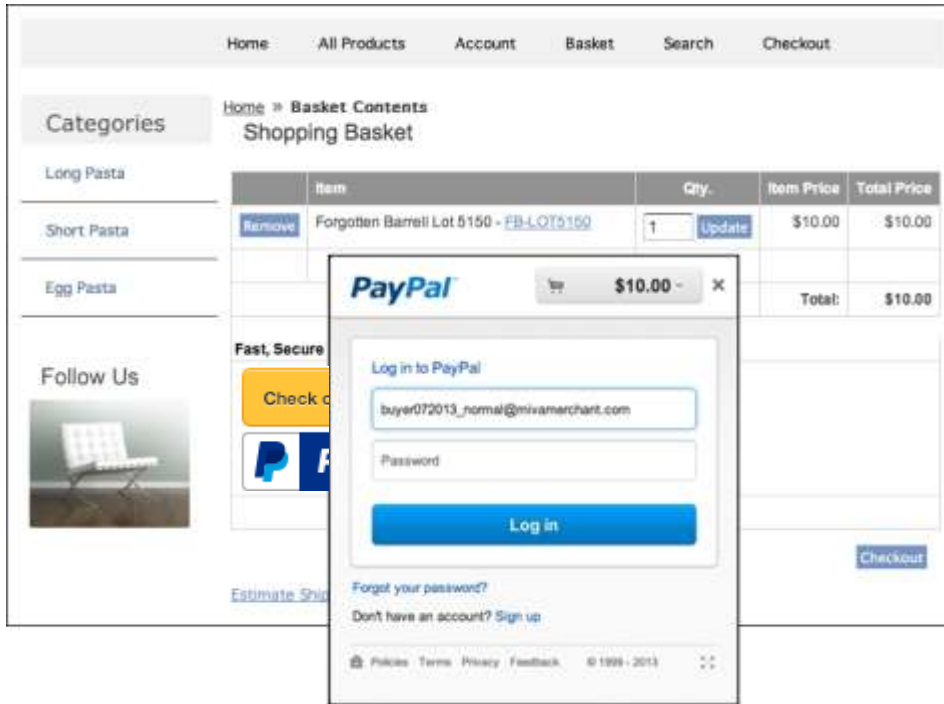 Home All Products Account Basket Search Checkout
Categories
Long Pasta
Short Pasta
Egg Pasta
Follow Us
Home » Basket Contents
Shopping Basket
Item Qty. Item Price Total Price
Remove Forgotten Barrell Lot 5150 - FB-LOT5150 1 Update $10.00 $10.00
Total: $10.00
Fast, Secure
Check
P
Estimate
Checkout
PayPal $10.00
Log in to PayPal
buyer072013_normal@mivamerchant.com
Password
Log in
Forgot your password?
Don't have an account? Sign up
Policies Terms Privacy Feedback © 1999 - 2013